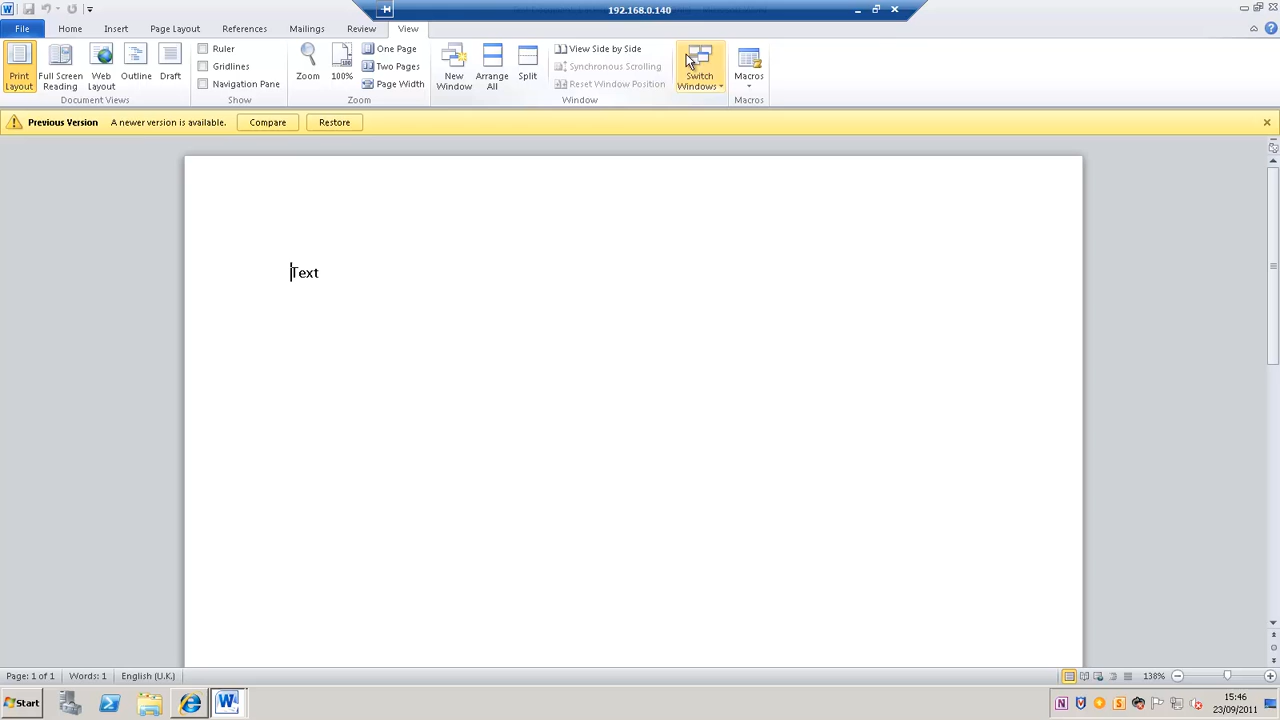 192.168.0.140
File Home Insert Page Layout References Mailings Review View
Print Layout
Full Screen Reading
Web Layout
Outline
Draft
Document Views
Ruler
Gridlines
Navigation Pane
Show
Zoom
100%
One Page
Two Pages
Page Width
Zoom
New Window
Arrange All
Split
View Side by Side
Synchronous Scrolling
Reset Window Position
Window
Switch Windows
Macros
Macros
Previous Version A newer version is available. Compare Restore
Text
Page: 1 of 1 Words: 1 English (U.K.) 138%
Start
15:46
23/09/2011